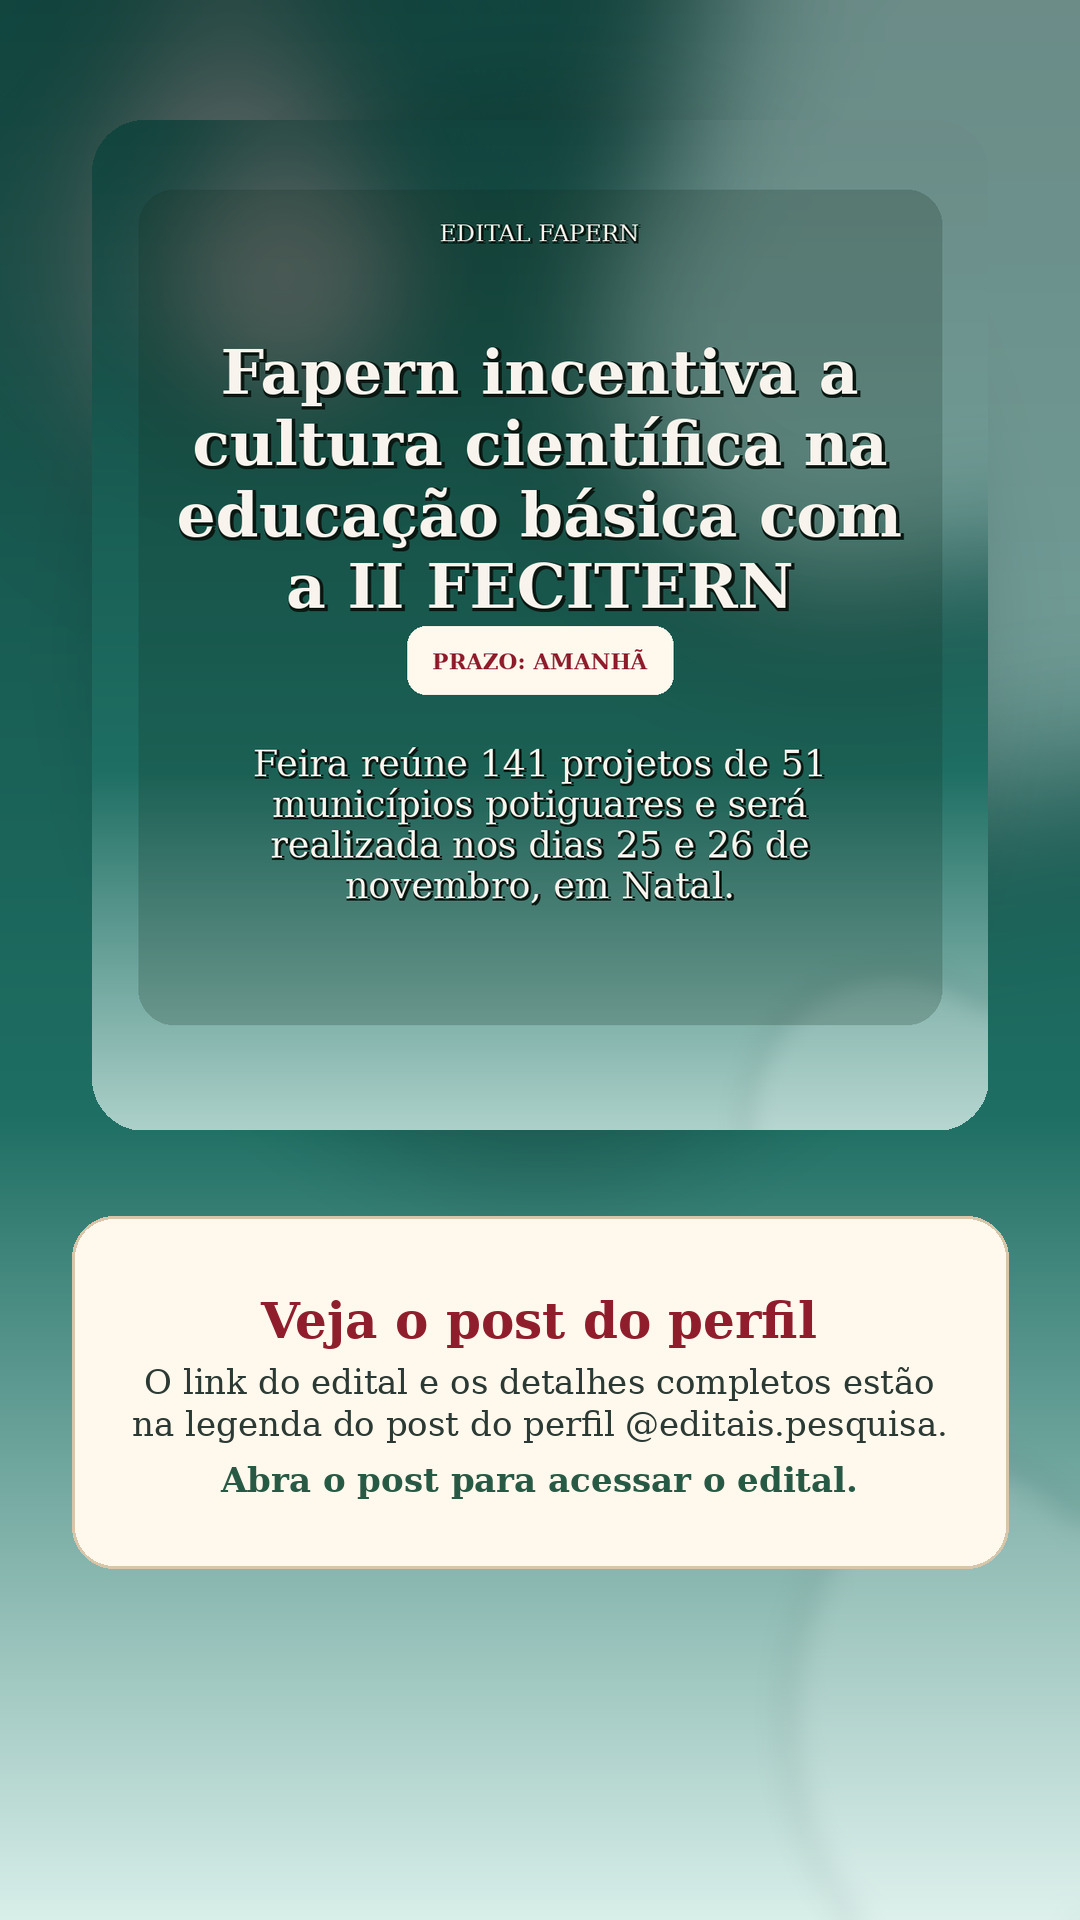 EDITAL FAPERN
Fapern incentiva a
cultura científica na
educação básica com
a II FECITERN
PRAZO: AMANHÃ
Feira reúne 141 projetos de 51
municípios potiguares e será
realizada nos dias 25 e 26 de
novembro, em Natal.
Veja o post do perfil
O link do edital e os detalhes completos estão
na legenda do post do perfil @editais.pesquisa.
Abra o post para acessar o edital.